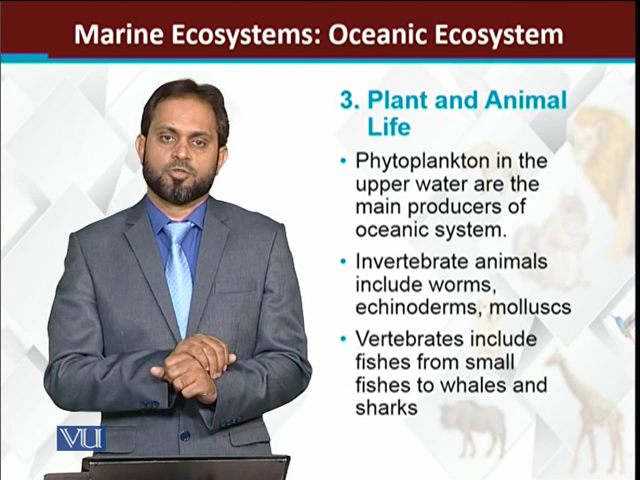 Marine Ecosystems: Oceanic Ecosystem
3. Plant and Animal
Life
• Phytoplankton in the
upper water are the
main producers of
oceanic system.
• Invertebrate animals
include worms,
echinoderms, molluscs
• Vertebrates include
fishes from small
fishes to whales and
sharks
VU